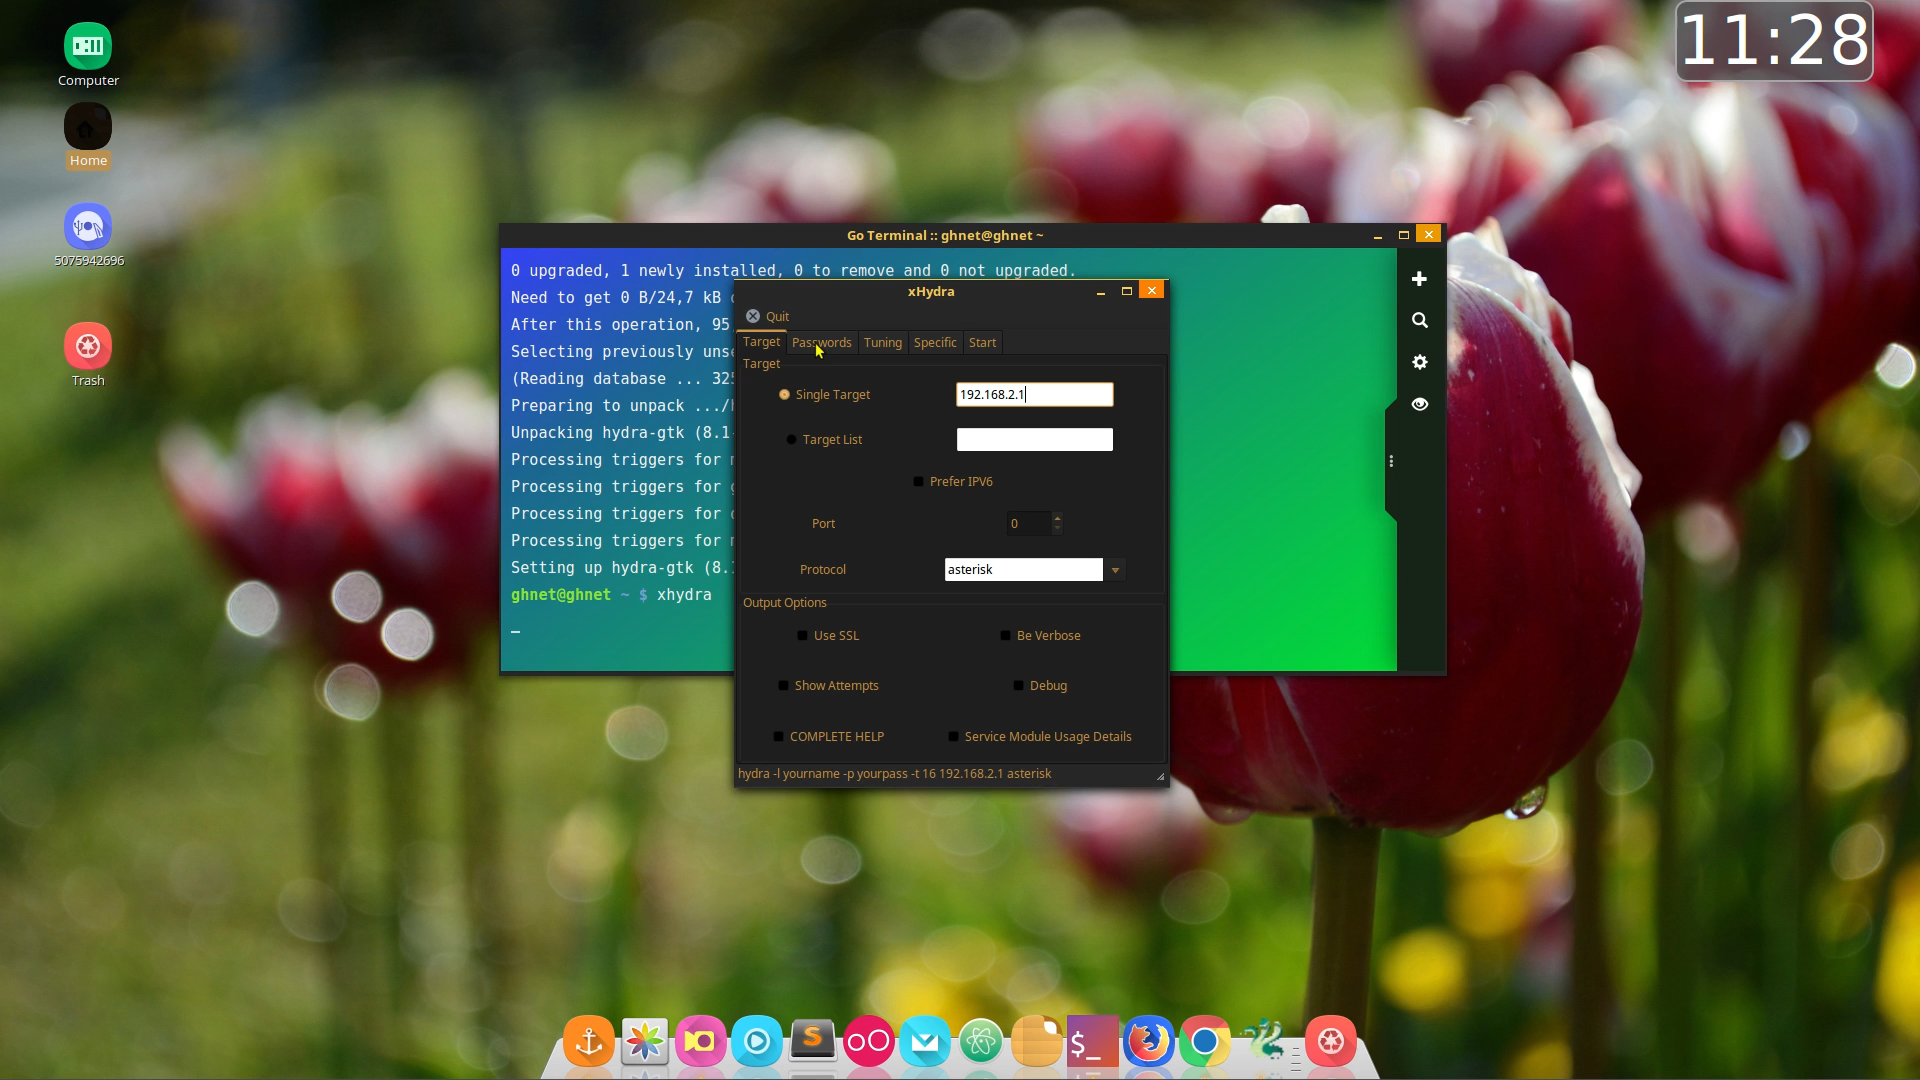 11:28
Computer
Home
5075942696
Trash
Go Terminal :: ghnet@ghnet ~
0 upgraded, 1 newly installed, 0 to remove and 0 not upgraded.
Need to get 0 B/24,7 kB
After this operation, 95
Selecting previously
(Reading database ...
Preparing to unpack
Unpacking hydra-gtk (8.1
Processing triggers for
Processing triggers for
Processing triggers for
Processing triggers for
Setting up hydra-gtk (8.
ghnet@ghnet ~ $ xhydra
xHydra
Quit
Target Passwords Tuning Specific Start
Target
Single Target 192.168.2.1
Target List
Prefer IPV6
Port 0
Protocol asterisk
Output Options
Use SSL Be Verbose
Show Attempts Debug
COMPLETE HELP Service Module Usage Details
hydra -l yourname -p yourpass -t 16 192.168.2.1 asterisk
S
$_